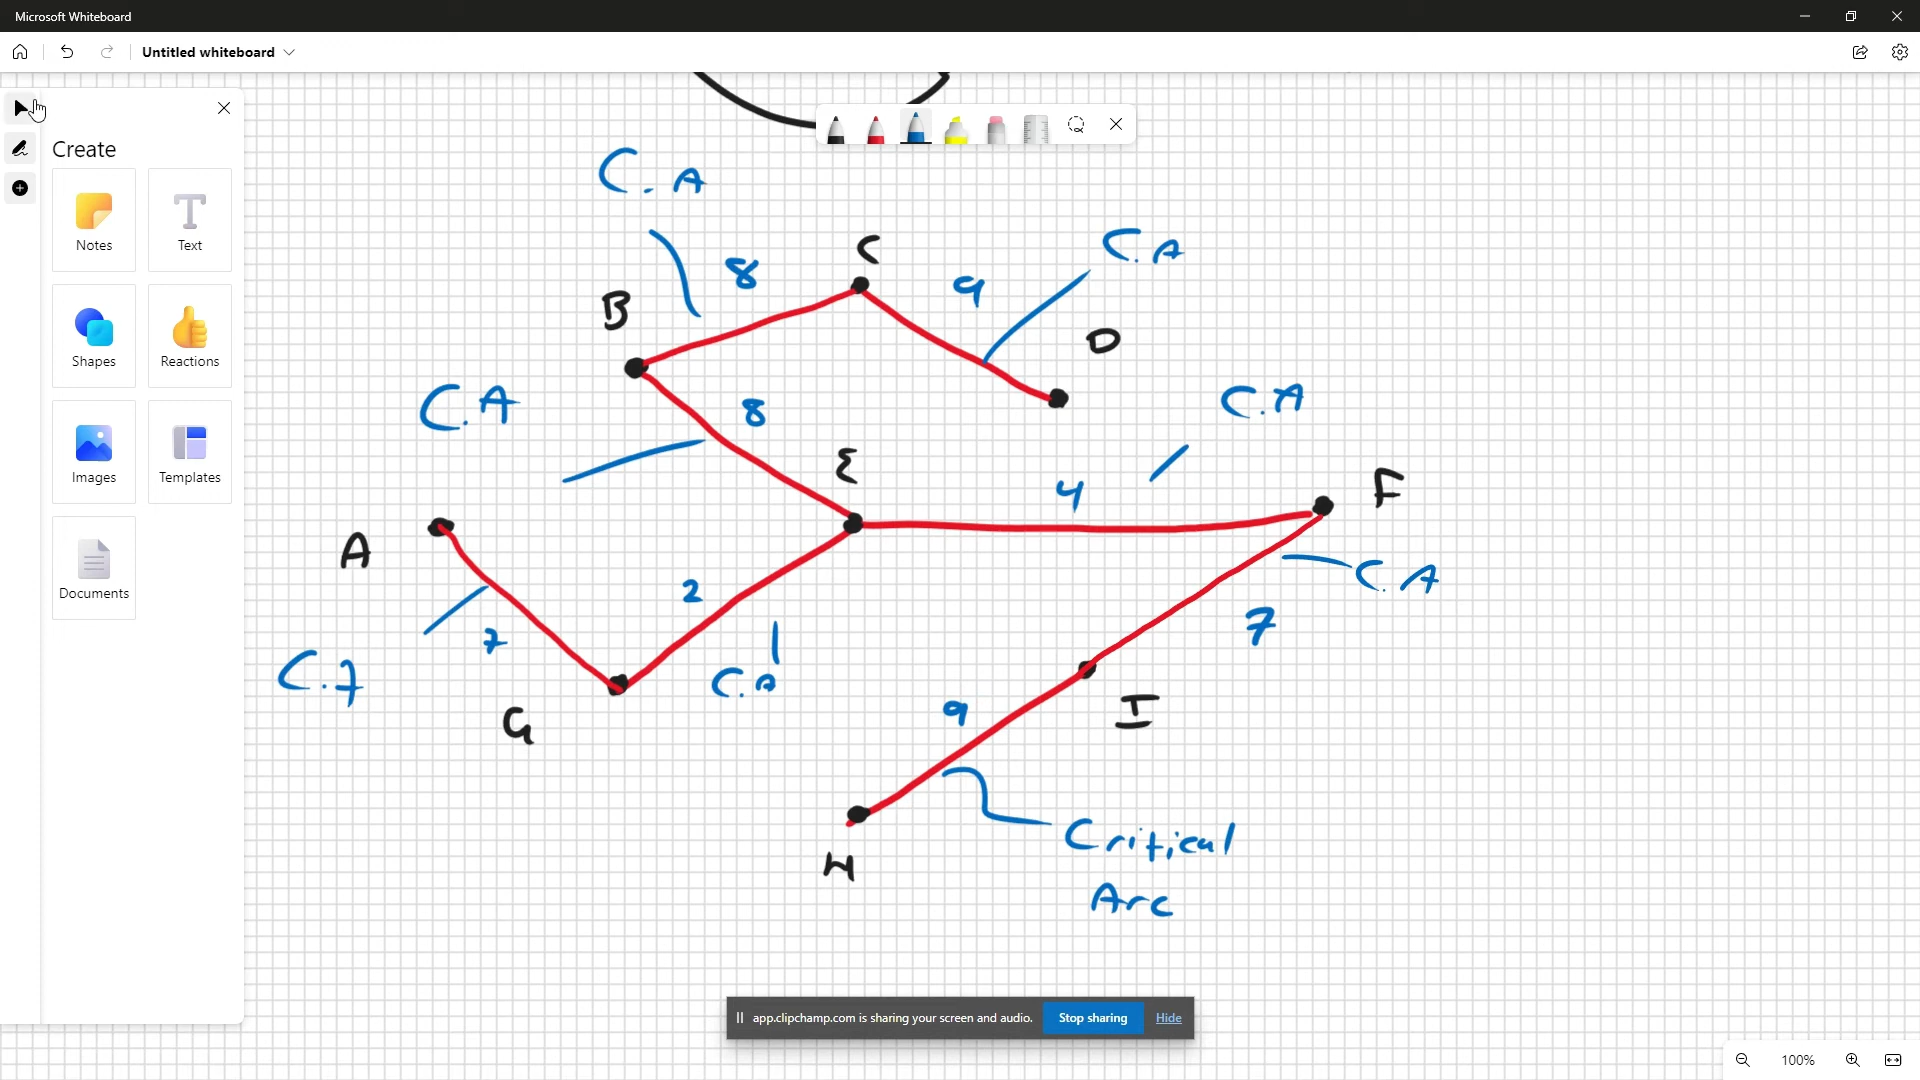 Microsoft Whiteboard
Untitled whiteboard
Create
Notes
Text
Shapes
Reactions
Images
Templates
Documents
C.A
C
C.A
8
9
B
D
C.A
8
C.A
E
F
4
A
2
C.A
7
7
C.7
C.A
G
9
I
Critical
Arc
H
app.clipchamp.com is sharing your screen and audio.
Stop sharing
Hide
100%